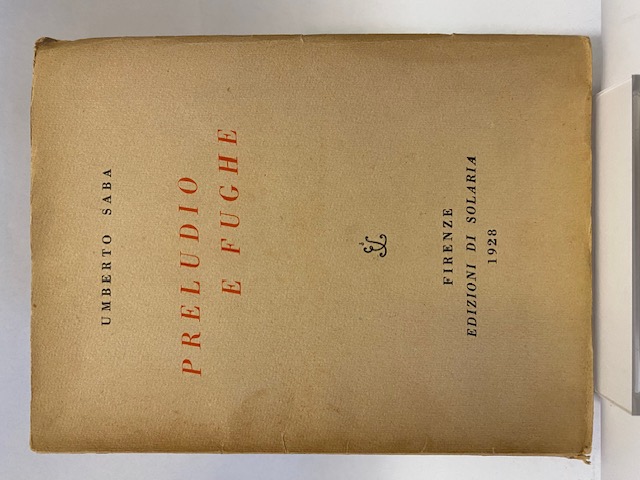 UMBERTO SABA
PRELUDIO
E FUGHE
FIRENZE
EDIZIONI DI SOLARIA
1928